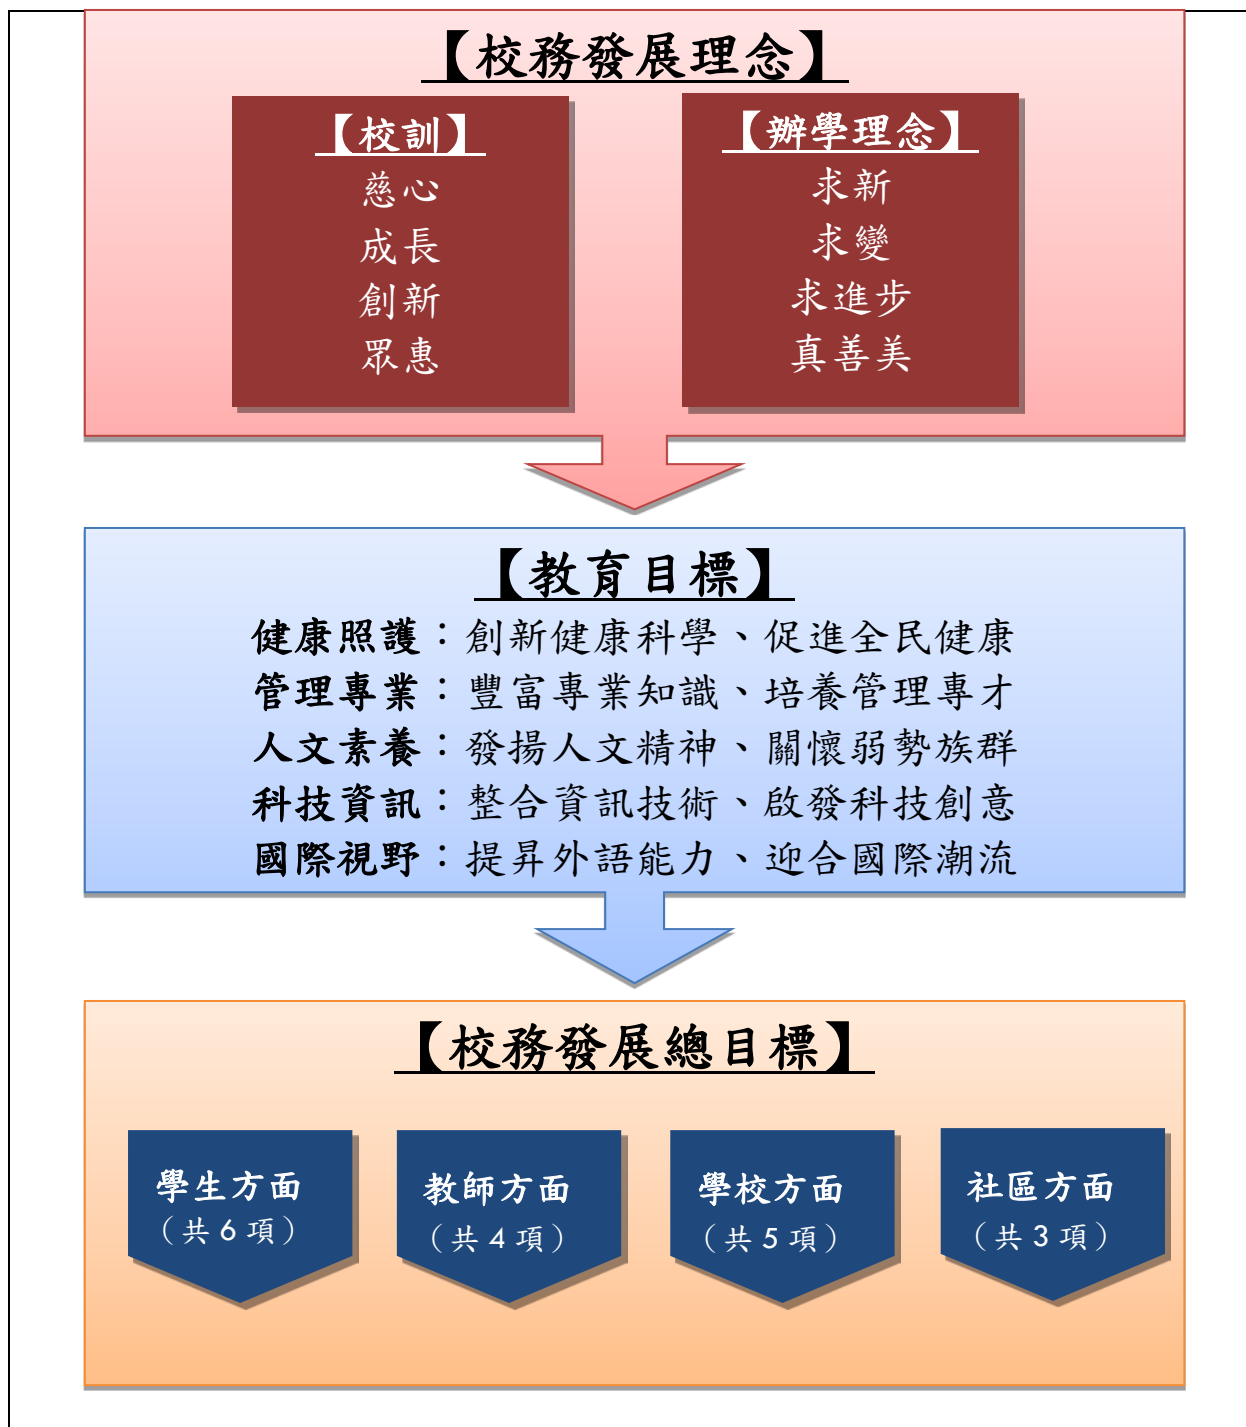 【校務發展理念】
【校訓】
慈心
成長
創新
眾惠
【辦學理念】
求新
求變
求進步
真善美
【教育目標】
健康照護：創新健康科學、促進全民健康
管理專業：豐富專業知識、培養管理專才
人文素養：發揚人文精神、關懷弱勢族群
科技資訊：整合資訊技術、啟發科技創意
國際視野：提昇外語能力、迎合國際潮流
【校務發展總目標】
學生方面
（共6項）
教師方面
（共4項）
學校方面
（共5項）
社區方面
（共3項）